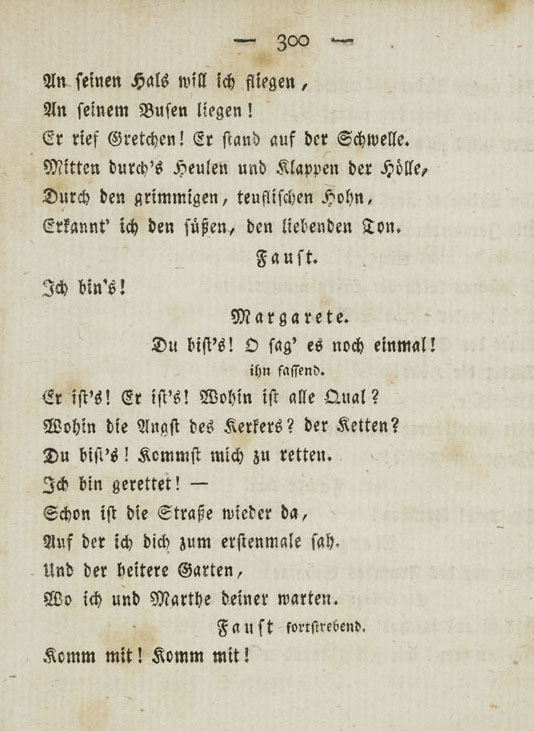 — 300 —
An seinen Hals will ich fliegen,
An seinem Busen liegen!
Er rief Gretchen! Er stand auf der Schwelle.
Mitten durch's Heulen und Klappen der Hölle,
Durch den grimmigen, teuflischen Hohn,
Erkannt' ich den süßen, den liebenden Ton.
Faust.
Ich bin's!
Margarete.
Du bist's! O sag' es noch einmal!
ihn fassend.
Er ist's! Er ist's! Wohin ist alle Qual?
Wohin die Angst des Kerkers? der Ketten?
Du bist's! Kommst mich zu retten.
Ich bin gerettet! —
Schon ist die Straße wieder da,
Auf der ich dich zum erstenmale sah.
Und der heitere Garten,
Wo ich und Marthe deiner warten.
Faust fortstrebend.
Komm mit! Komm mit!